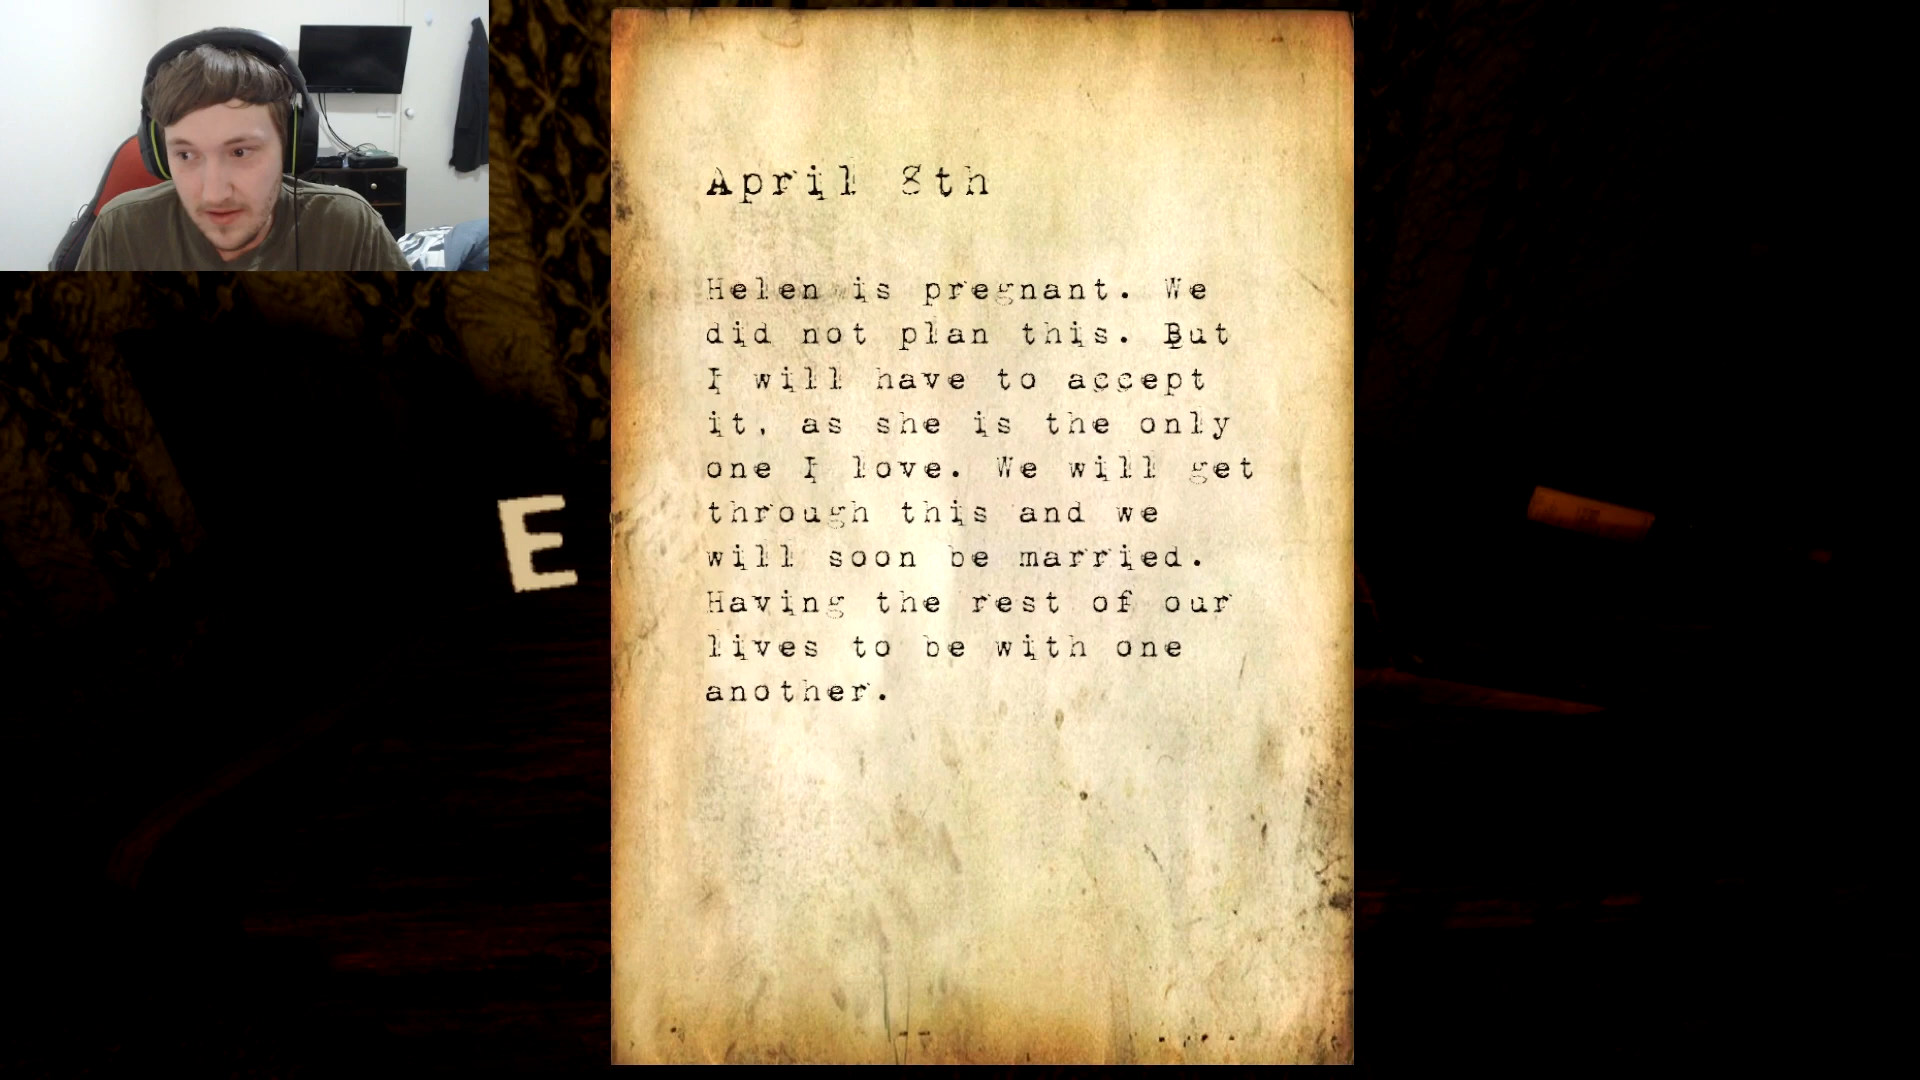 April 8th
Helen is pregnant. We
did not plan this. But
I will have to accept
it, as she is the only
one I love. We will get
through this and we
will soon be married.
Having the rest of our
lives to be with one
another.
E